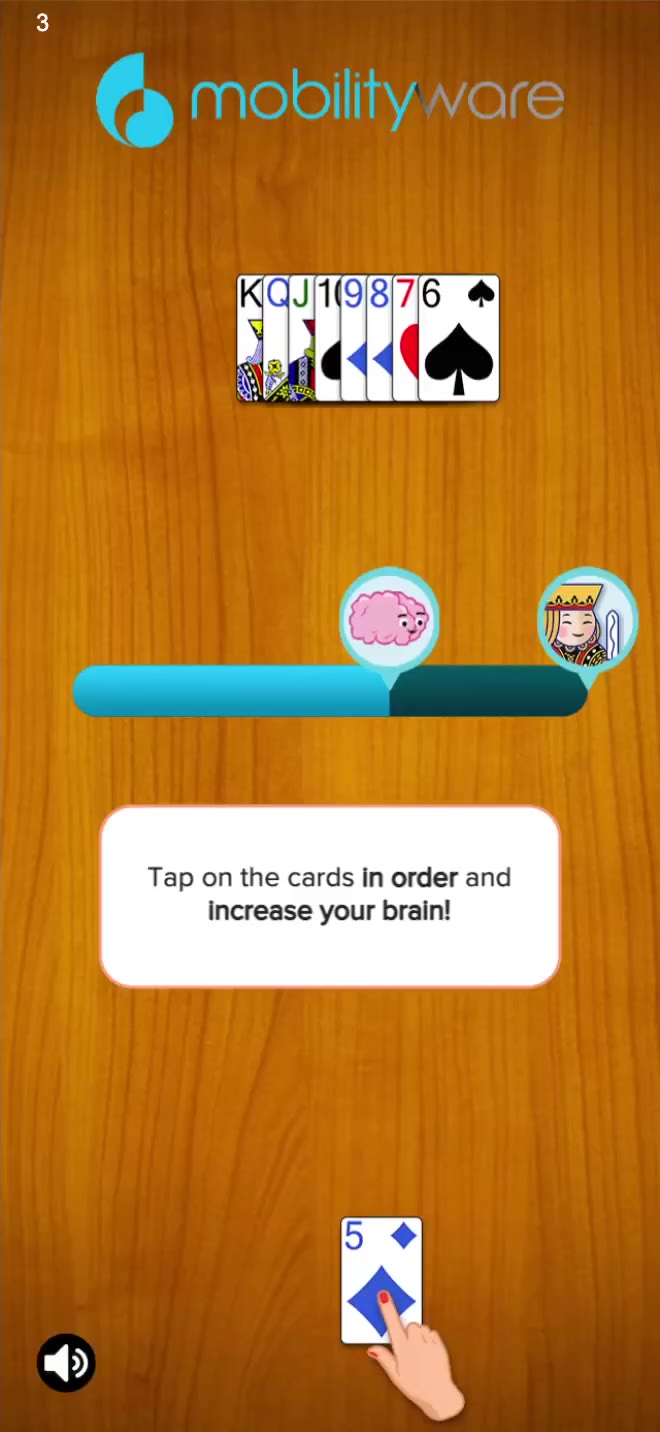 3
mobilityware
K Q J 10 9 8 7 6
Tap on the cards in order and
increase your brain!
5